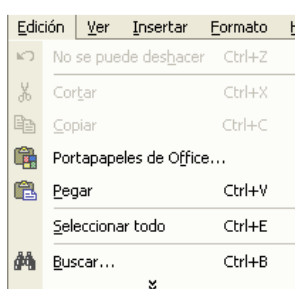 Edición Ver Insertar Formato
No se puede deshacer Ctrl+Z
Cortar Ctrl+X
Copiar Ctrl+C
Portapapeles de Office...
Pegar Ctrl+V
Seleccionar todo Ctrl+E
Buscar... Ctrl+B